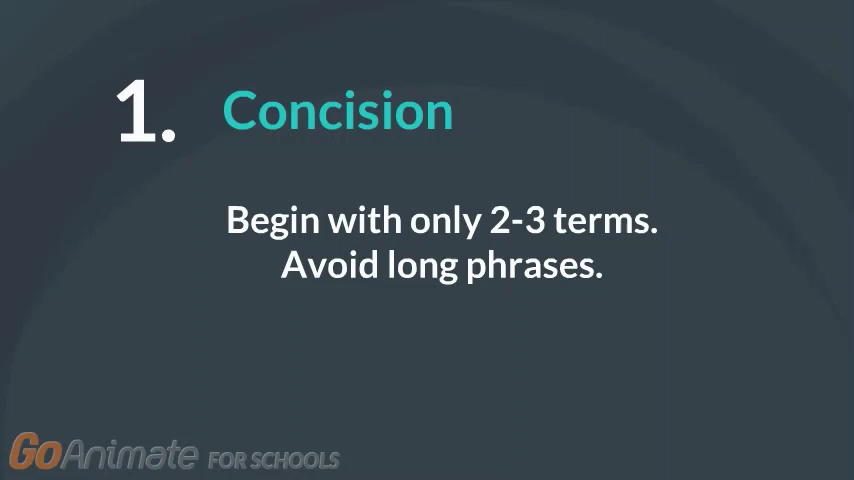 1. Concision
Begin with only 2-3 terms.
Avoid long phrases.
GoAnimate FOR SCHOOLS